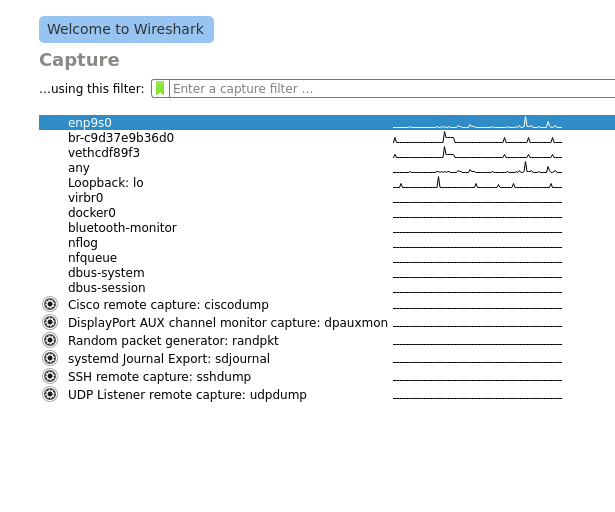 Welcome to Wireshark
Capture
...using this filter: Enter a capture filter ...
enp9s0
br-c9d37e9b36d0
vethcdf89f3
any
Loopback: lo
virbr0
docker0
bluetooth-monitor
nflog
nfqueue
dbus-system
dbus-session
Cisco remote capture: ciscodump
DisplayPort AUX channel monitor capture: dpauxmon
Random packet generator: randpkt
systemd Journal Export: sdjournal
SSH remote capture: sshdump
UDP Listener remote capture: udpdump